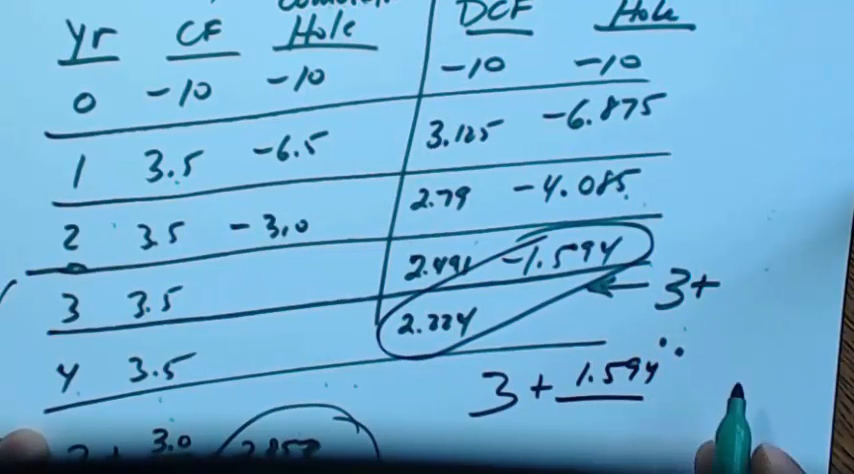 Yr CF Hole DCF Hole
0 -10 -10 -10 -10
1 3.5 -6.5 3.125 -6.875
2 3.5 -3.0 2.79 -4.085
3 3.5 2.491 -1.594
3+
4 3.5 2.224
3 + 1.594
3.0